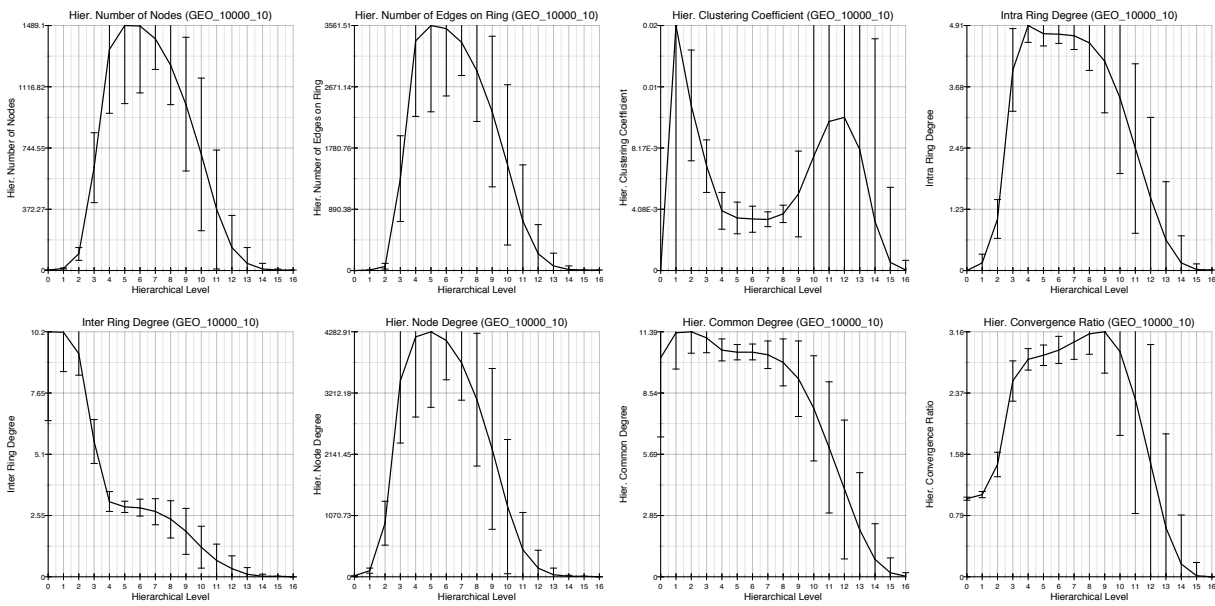 Hier. Number of Nodes (GEO_10000_10)
1489.1
1116.82
744.55
372.27
0
Hier. Number of Nodes
0 1 2 3 4 5 6 7 8 9 10 11 12 13 14 15 16
Hierarchical Level
Hier. Number of Edges on Ring (GEO_10000_10)
3561.51
2671.14
1780.76
890.38
0
Hier. Number of Edges on Ring
0 1 2 3 4 5 6 7 8 9 10 11 12 13 14 15 16
Hierarchical Level
Hier. Clustering Coefficient (GEO_10000_10)
0.02
0.01
8.17E-3
4.08E-3
0
Hier. Clustering Coefficient
0 1 2 3 4 5 6 7 8 9 10 11 12 13 14 15 16
Hierarchical Level
Intra Ring Degree (GEO_10000_10)
4.91
3.68
2.45
1.23
0
Intra Ring Degree
0 1 2 3 4 5 6 7 8 9 10 11 12 13 14 15 16
Hierarchical Level
Inter Ring Degree (GEO_10000_10)
10.2
7.65
5.1
2.55
0
Inter Ring Degree
0 1 2 3 4 5 6 7 8 9 10 11 12 13 14 15 16
Hierarchical Level
Hier. Node Degree (GEO_10000_10)
4282.91
3212.18
2141.45
1070.73
0
Hier. Node Degree
0 1 2 3 4 5 6 7 8 9 10 11 12 13 14 15 16
Hierarchical Level
Hier. Common Degree (GEO_10000_10)
11.39
8.54
5.69
2.85
0
Hier. Common Degree
0 1 2 3 4 5 6 7 8 9 10 11 12 13 14 15 16
Hierarchical Level
Hier. Convergence Ratio (GEO_10000_10)
3.16
2.37
1.58
0.79
0
Hier. Convergence Ratio
0 1 2 3 4 5 6 7 8 9 10 11 12 13 14 15 16
Hierarchical Level